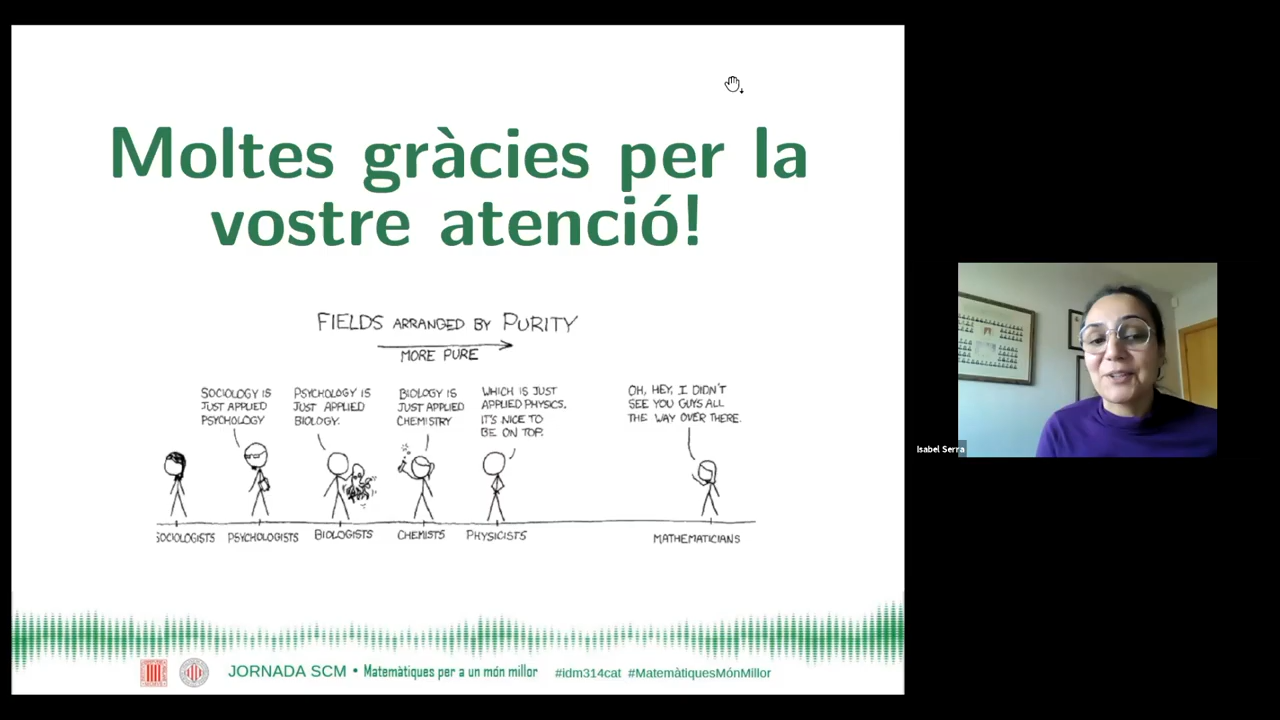 Moltes gràcies per la
vostre atenció!
FIELDS ARRANGED BY PURITY
MORE PURE
SOCIOLOGY IS
JUST APPLIED
PSYCHOLOGY
PSYCHOLOGY IS
JUST APPLIED
BIOLOGY.
BIOLOGY IS
JUST APPLIED
CHEMISTRY
WHICH IS JUST
APPLIED PHYSICS.
IT'S NICE TO
BE ON TOP.
OH, HEY, I DIDN'T
SEE YOU GUYS ALL
THE WAY OVER THERE.
SOCIOLOGISTS
PSYCHOLOGISTS
BIOLOGISTS
CHEMISTS
PHYSICISTS
MATHEMATICIANS
JORNADA SCM • Matemàtiques per a un món millor #idm314cat #MatemàtiquesMónMillor
Isabel Serra